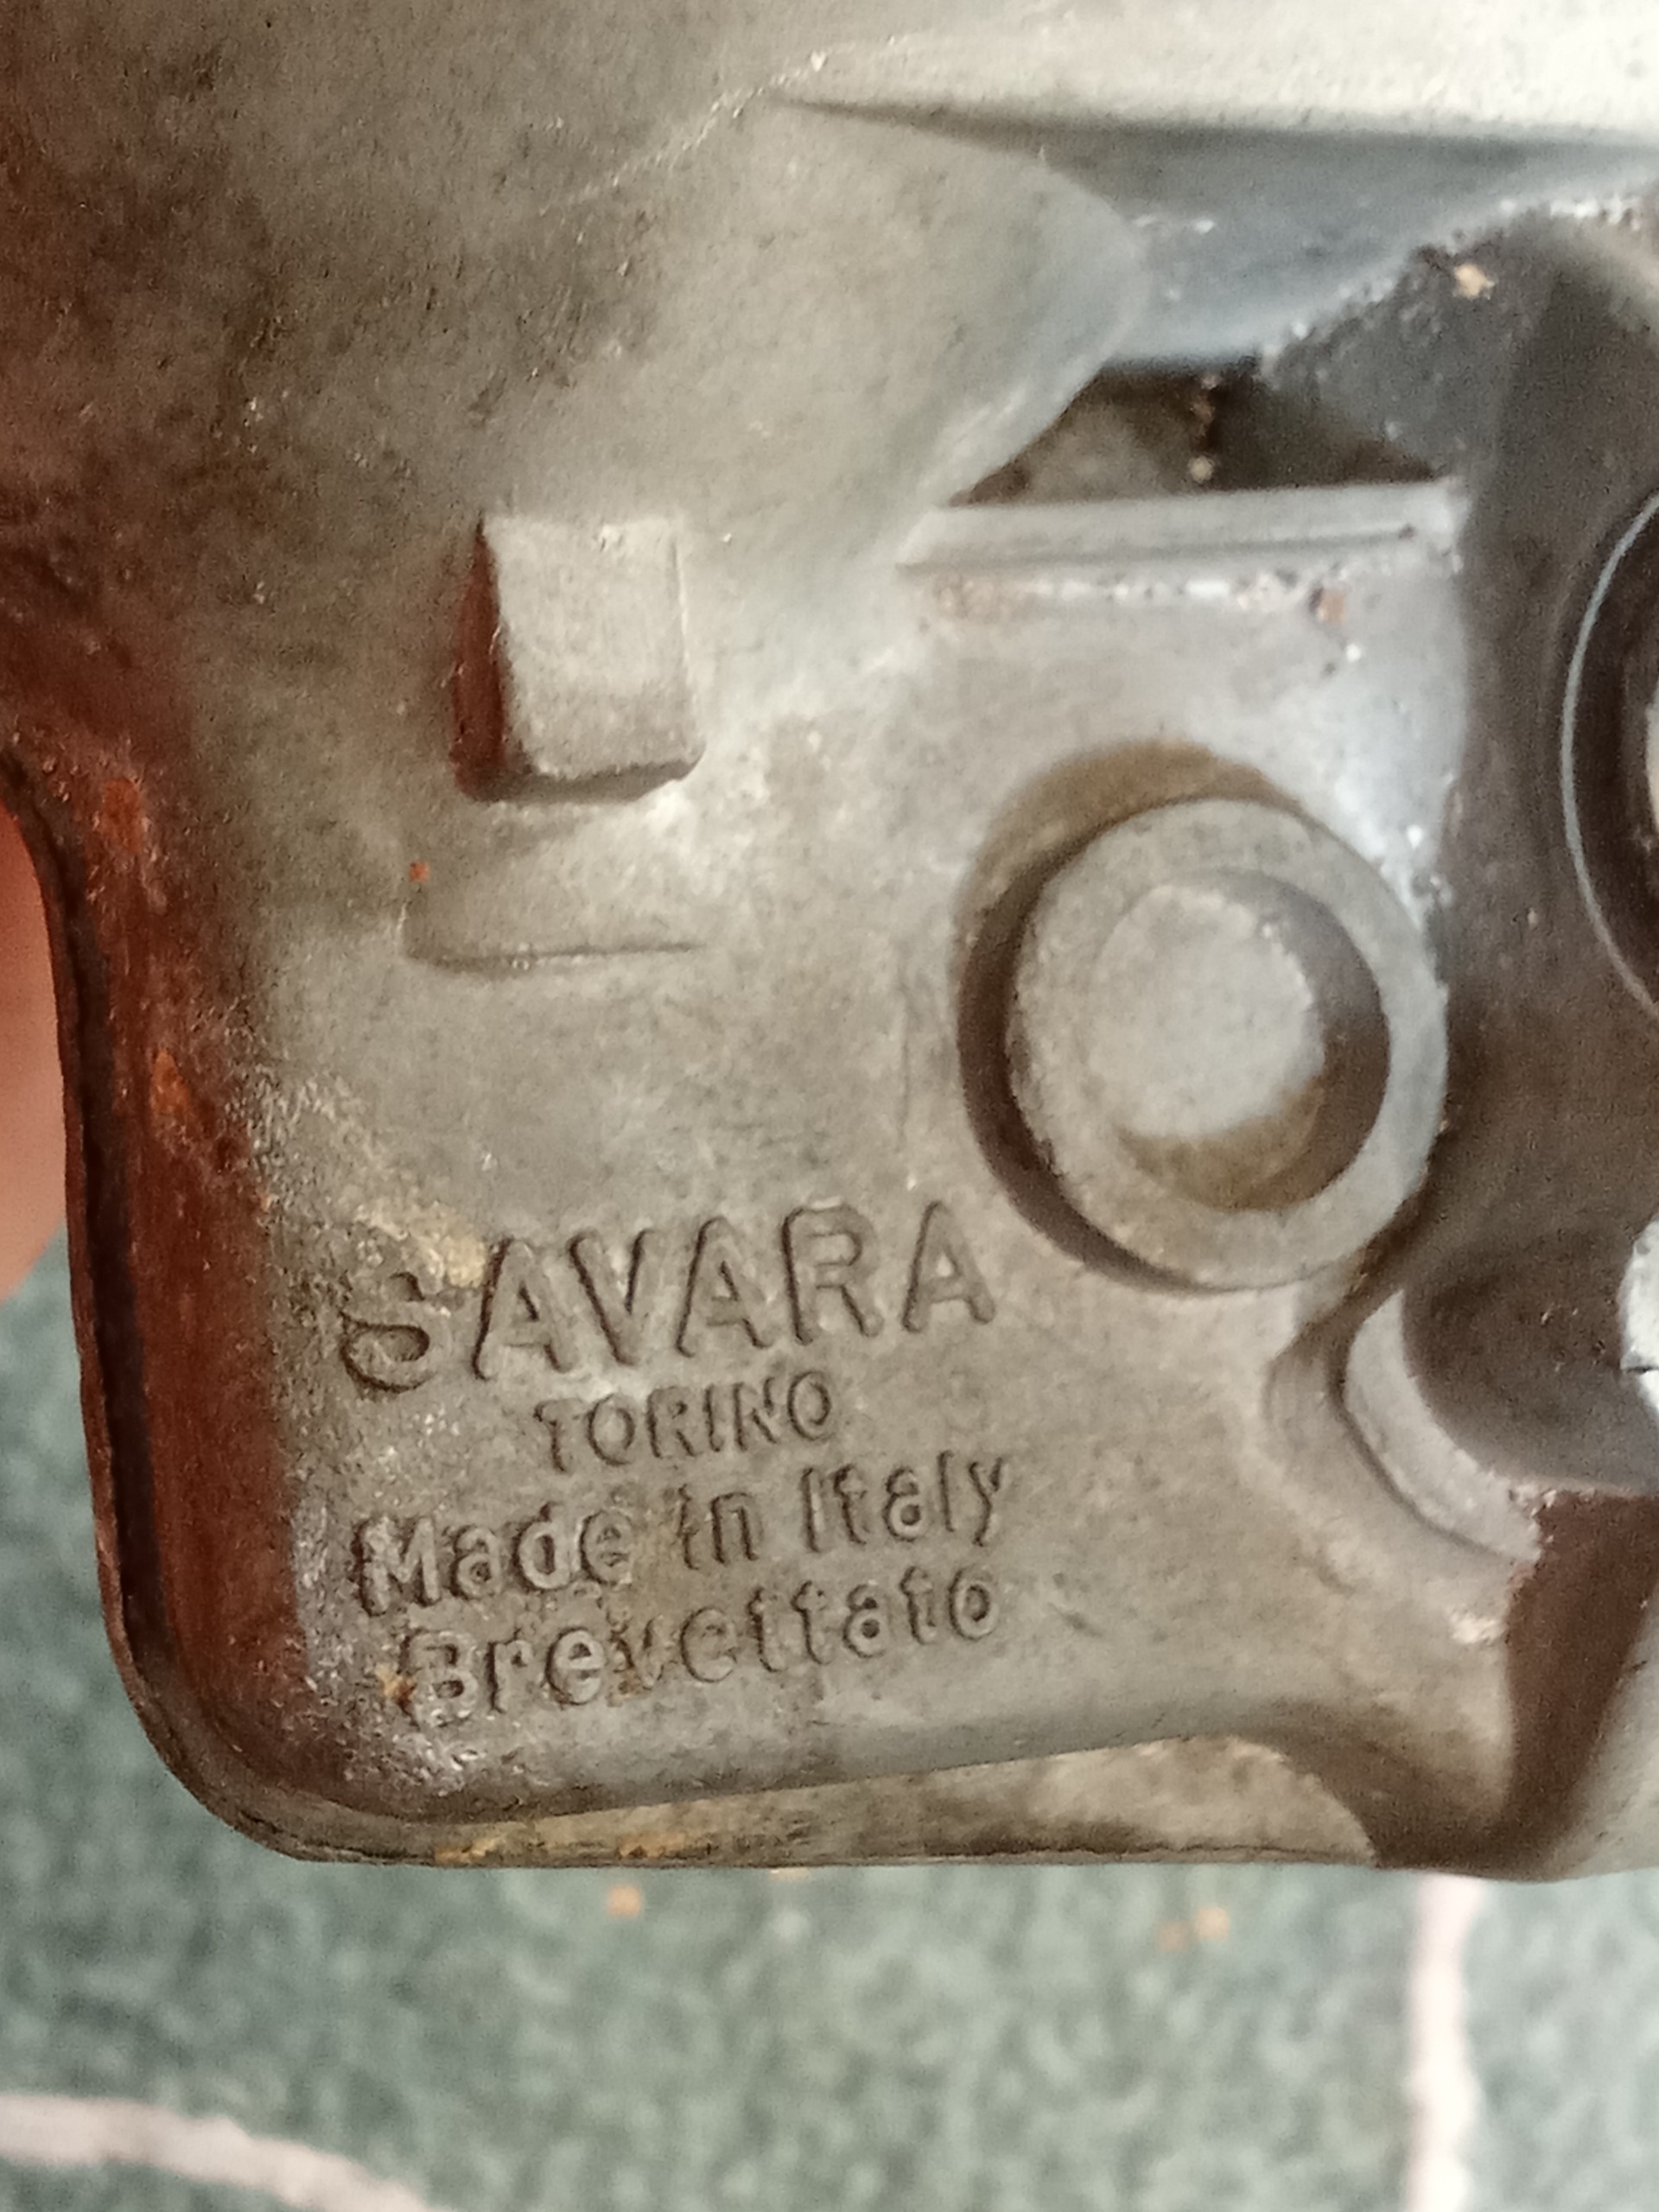 SAVARA
TORINO
Made in Italy
Brevettato